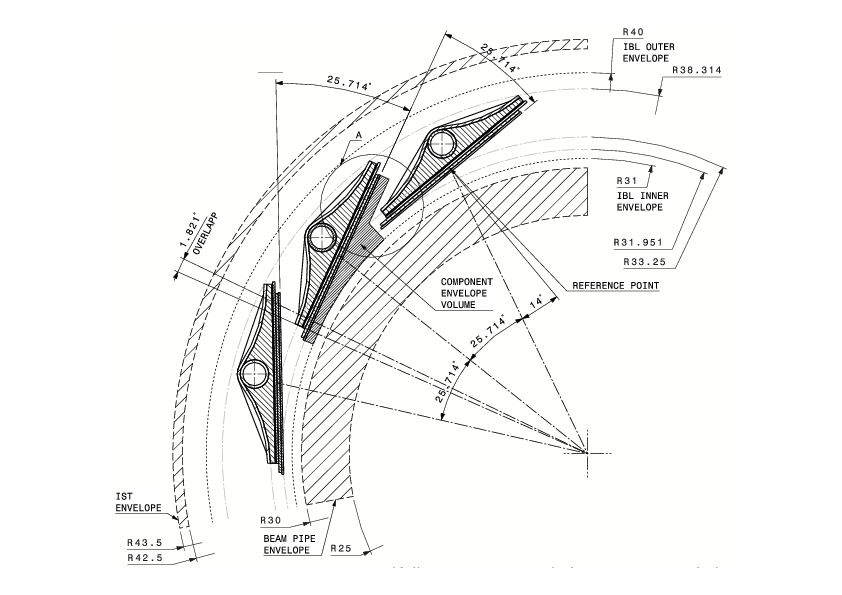 R40
IBL OUTER
ENVELOPE
R38.314
25.714°
25.714°
A
R31
IBL INNER
ENVELOPE
1.821°
OVERLAPP
R31.951
R33.25
COMPONENT
ENVELOPE
VOLUME
REFERENCE POINT
14°
25.714°
25.714°
IST
ENVELOPE
R30
BEAM PIPE
ENVELOPE
R25
R43.5
R42.5